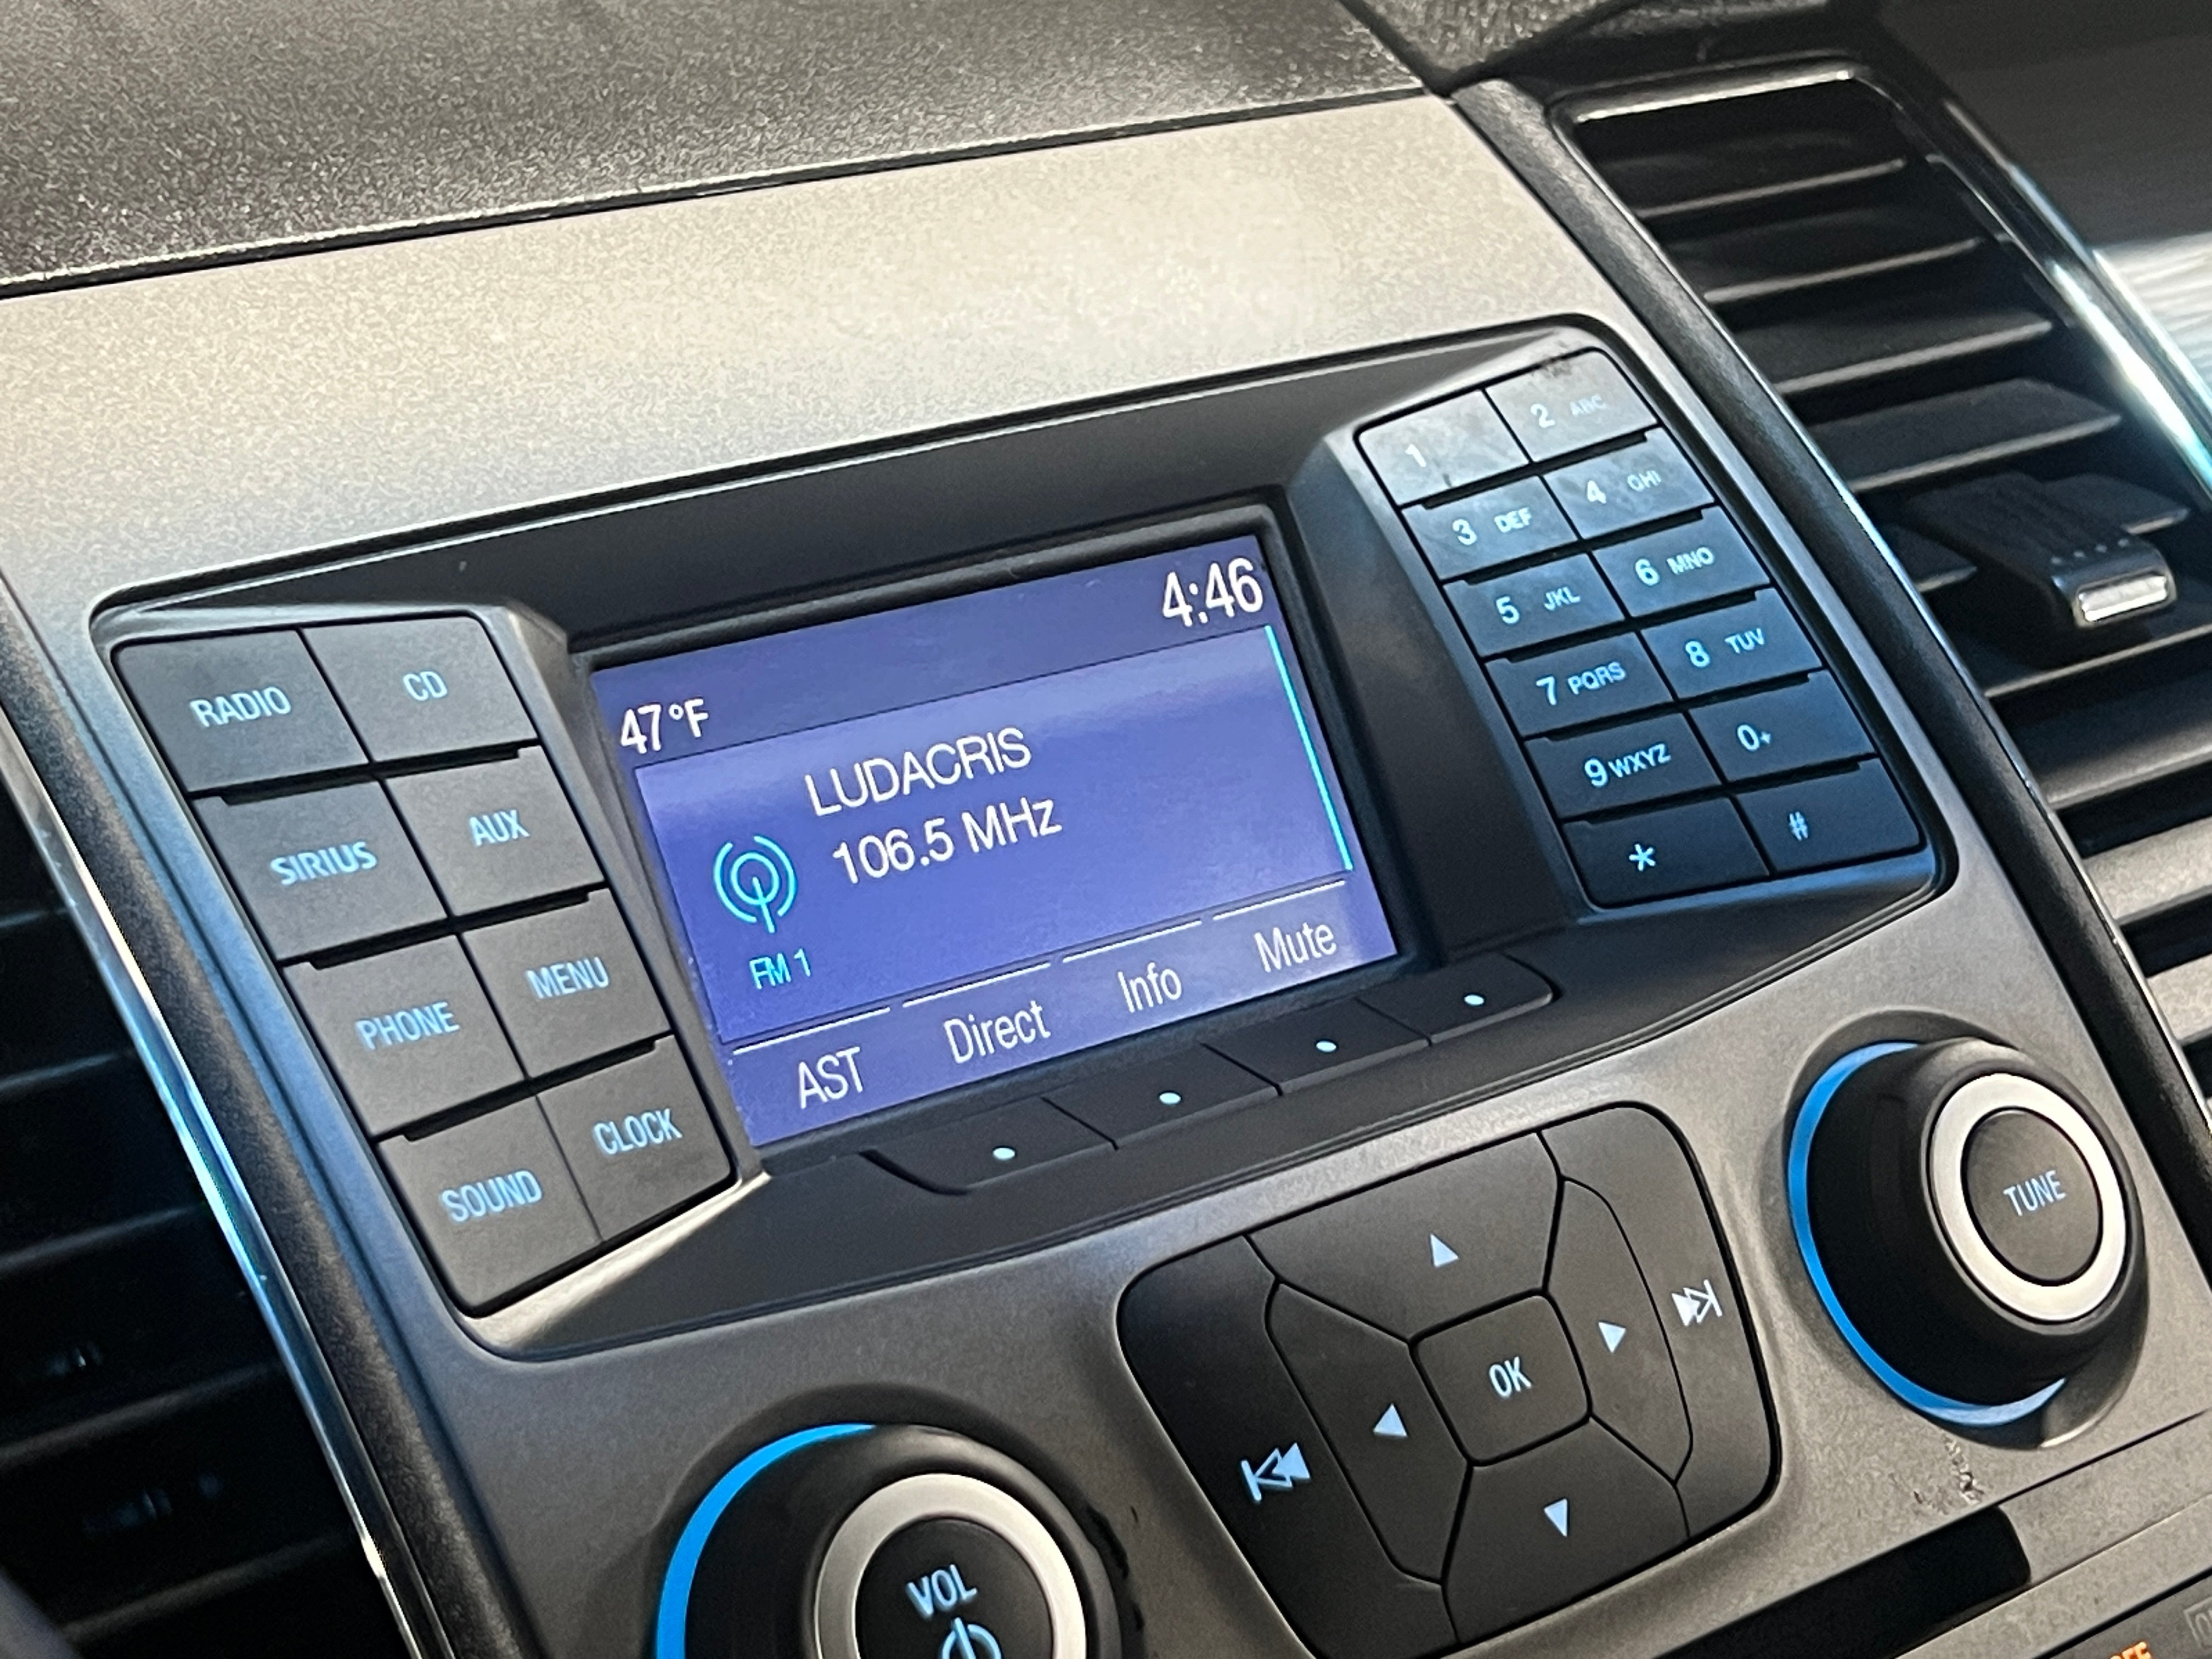 4:46
47°F
LUDACRIS
106.5 MHz
FM 1
AST Direct Info Mute
RADIO CD
SIRIUS AUX
PHONE MENU
SOUND CLOCK
1 2 ABC
3 DEF 4 GHI
5 JKL 6 MNO
7 PQRS 8 TUV
9 WXYZ 0+
* #
OK
TUNE
VOL